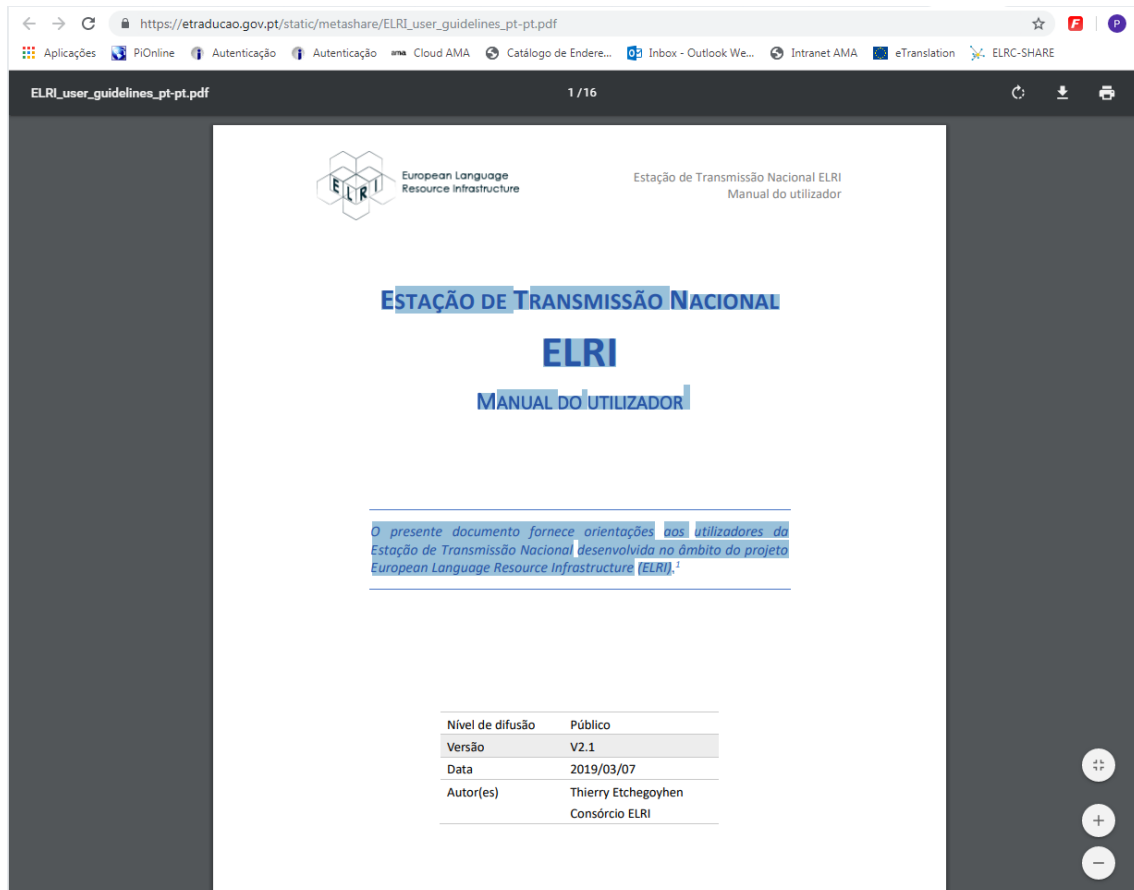 https://etraducao.gov.pt/static/metashare/ELRI_user_guidelines_pt-pt.pdf
F
P
Aplicações PiOnline Autenticação Autenticação ama Cloud AMA Catálogo de Endere... Inbox - Outlook We... Intranet AMA eTranslation ELRC-SHARE
ELRI_user_guidelines_pt-pt.pdf 1 / 16
ELRI
European Language
Resource Infrastructure
Estação de Transmissão Nacional ELRI
Manual do utilizador
ESTAÇÃO DE TRANSMISSÃO NACIONAL
ELRI
MANUAL DO UTILIZADOR
O presente documento fornece orientações aos utilizadores da
Estação de Transmissão Nacional desenvolvida no âmbito do projeto
European Language Resource Infrastructure (ELRI).1
Nível de difusão Público
Versão V2.1
Data 2019/03/07
Autor(es) Thierry Etchegoyhen
Consórcio ELRI